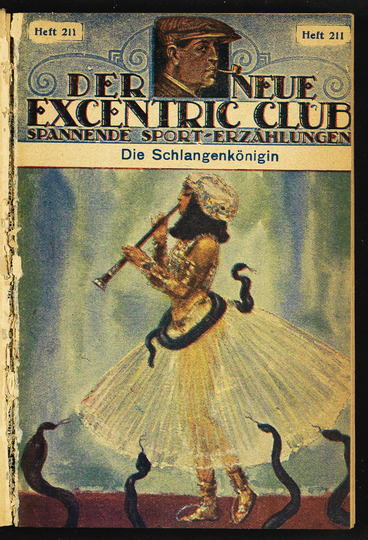 Heft 211
Heft 211
DER NEUE
EXCENTRIC CLUB
SPANNENDE SPORT-ERZÄHLUNGEN
Die Schlangenkönigin